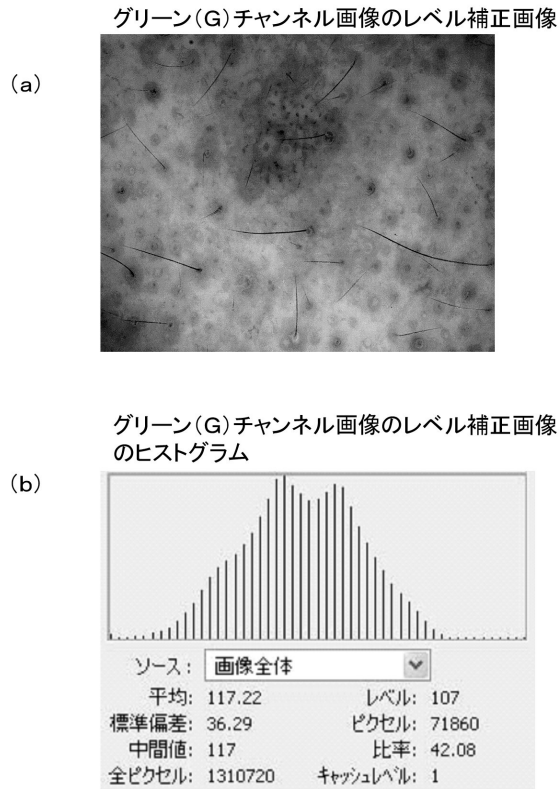 グリーン(G)チャンネル画像のレベル補正画像
(a)
グリーン(G)チャンネル画像のレベル補正画像
のヒストグラム
(b)
ソース: 画像全体
平均: 117.22 レベル: 107
標準偏差: 36.29 ピクセル: 71860
中間値: 117 比率: 42.08
全ピクセル: 1310720 キャッシュレベル: 1